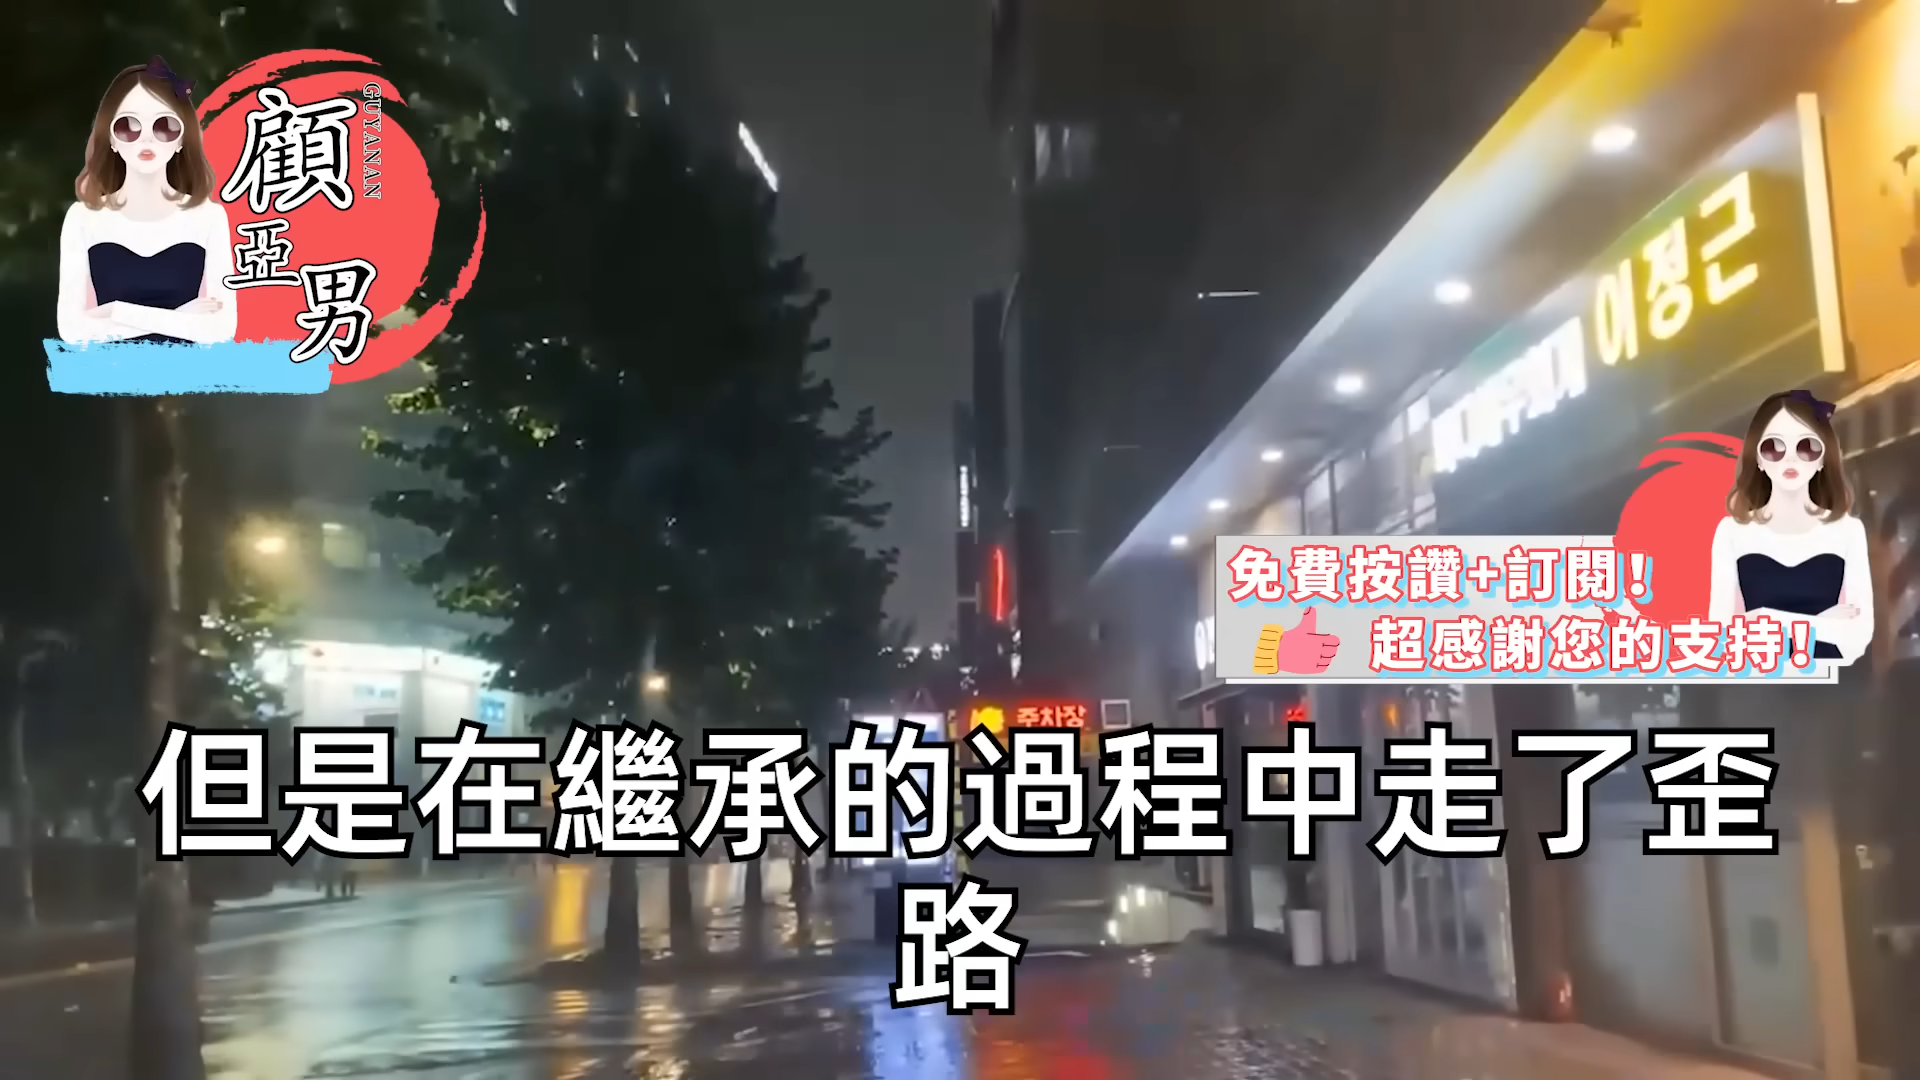 顧亞男
GUYANAN
이정근
免費按讚+訂閱!
超感謝您的支持!
주차장
但是在繼承的過程中走了歪
路